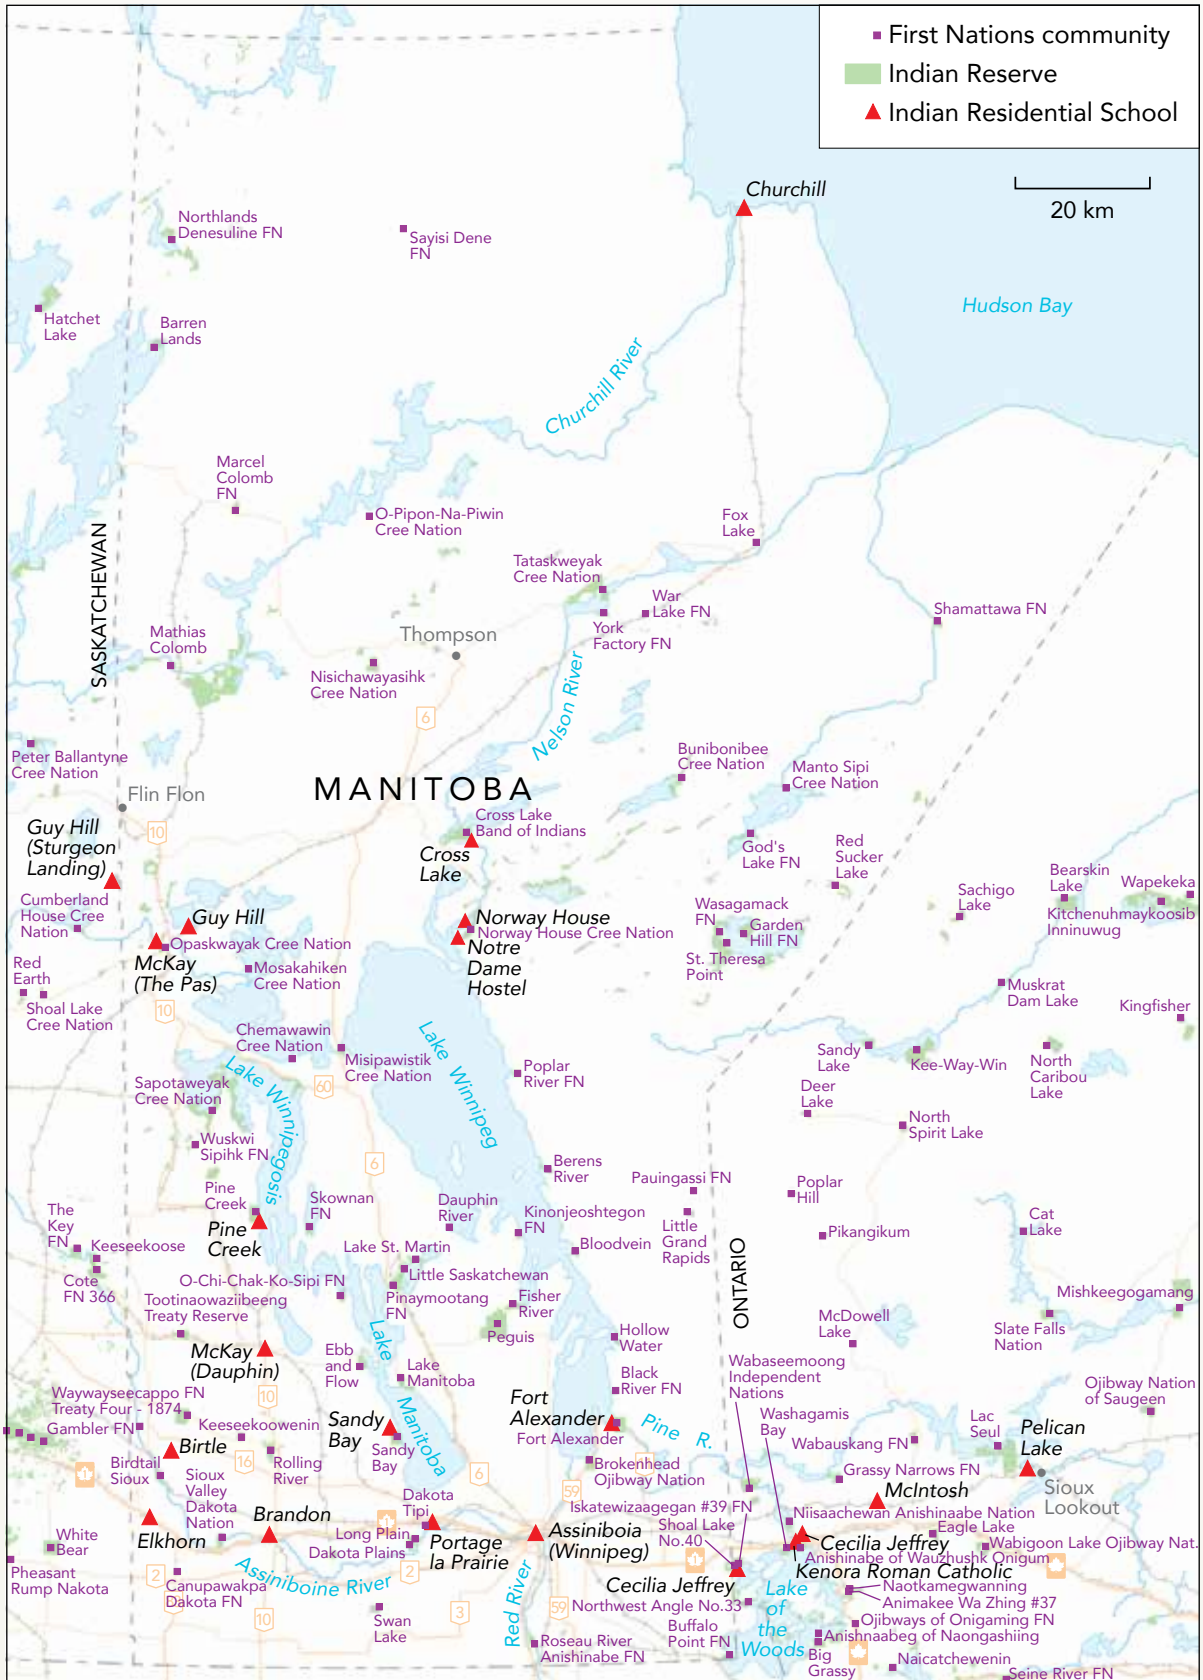 First Nations community
Indian Reserve
Indian Residential School
20 km
Churchill
Hudson Bay
Northlands
Denesuline FN
Sayisi Dene
FN
Hatchet
Lake
Barren
Lands
Churchill River
Marcel
Colomb
FN
O-Pipon-Na-Piwin
Cree Nation
Fox
Lake
SASKATCHEWAN
Tataskweyak
Cree Nation
War
Lake FN
York
Factory FN
Shamattawa FN
Mathias
Colomb
Thompson
Nisichawayasihk
Cree Nation
6
Nelson River
Peter Ballantyne
Cree Nation
Bunibonibee
Cree Nation
Manto Sipi
Cree Nation
MANITOBA
Flin Flon
10
Guy Hill
(Sturgeon
Landing)
Cross Lake
Band of Indians
Cross
Lake
God's
Lake FN
Red
Sucker
Lake
Bearskin
Lake
Wapekeka
Sachigo
Lake
Kitchenuhmaykoosib
Inninuwug
Cumberland
House Cree
Nation
Guy Hill
Opaskwayak Cree Nation
McKay
(The Pas)
Mosakahiken
Cree Nation
Norway House
Norway House Cree Nation
Notre
Dame
Hostel
Wasagamack
FN
Garden
Hill FN
St. Theresa
Point
Red
Earth
Shoal Lake
Cree Nation
10
Muskrat
Dam Lake
Kingfisher
Chemawawin
Cree Nation
Misipawistik
Cree Nation
Lake Winnipeg
Sandy
Lake
Kee-Way-Win
North
Caribou
Lake
Lake Winnipegosis
60
Poplar
River FN
Sapotaweyak
Cree Nation
Deer
Lake
North
Spirit Lake
Wuskwi
Sipihk FN
6
Berens
River
Pauingassi FN
Poplar
Hill
Pine
Creek
Pine
Creek
Skownan
FN
Dauphin
River
Kinonjeoshtegon
FN
Little
Grand
Rapids
Pikangikum
Cat
Lake
The
Key
FN
Keeseekoose
Cote
FN 366
Lake St. Martin
Bloodvein
ONTARIO
O-Chi-Chak-Ko-Sipi FN
Little Saskatchewan
Pinaymootang
FN
Fisher
River
Peguis
Tootinaowaziibeeng
Treaty Reserve
Mishkeegogamang
McDowell
Lake
Slate Falls
Nation
McKay
(Dauphin)
Ebb
and
Flow
Lake
Manitoba
Lake
Manitoba
Hollow
Water
Black
River FN
Wabaseemoong
Independent
Nations
10
Waywayseecappo FN
Treaty Four - 1874
Gambler FN
Keeseekoowenin
Sandy
Bay
Sandy
Bay
Fort
Alexander
Fort Alexander
Pine R.
Washagamis
Bay
Wabauskang FN
Lac
Seul
Pelican
Lake
Ojibway Nation
of Saugeen
Birtle
Birdtail
Sioux
16
Rolling
River
6
Brokenhead
Ojibway Nation
59
Grassy Narrows FN
McIntosh
Sioux
Lookout
Sioux
Valley
Dakota
Nation
Elkhorn
Brandon
Dakota
Tipi
1
1
Long Plain
Dakota Plains
Portage
la Prairie
Assiniboia
(Winnipeg)
Iskatewizaagegan #39 FN
Shoal Lake
No.40
1
Niisaachewan Anishinaabe Nation
Eagle Lake
Cecilia Jeffrey
Wabigoon Lake Ojibway Nat.
Anishinabe of Wauzhushk Onigum
Kenora Roman Catholic
White
Bear
Pheasant
Rump Nakota
2
Canupawakpa
Dakota FN
Assiniboine River
2
10
3
Swan
Lake
Red River
59
Cecilia Jeffrey
Northwest Angle No.33
Lake
of
the
Woods
Naotkamegwanning
Animakee Wa Zhing #37
Ojibways of Onigaming FN
Anishnaabeg of Naongashiing
Buffalo
Point FN
Roseau River
Anishinabe FN
Big
Grassy
Naicatchewenin
Seine River FN